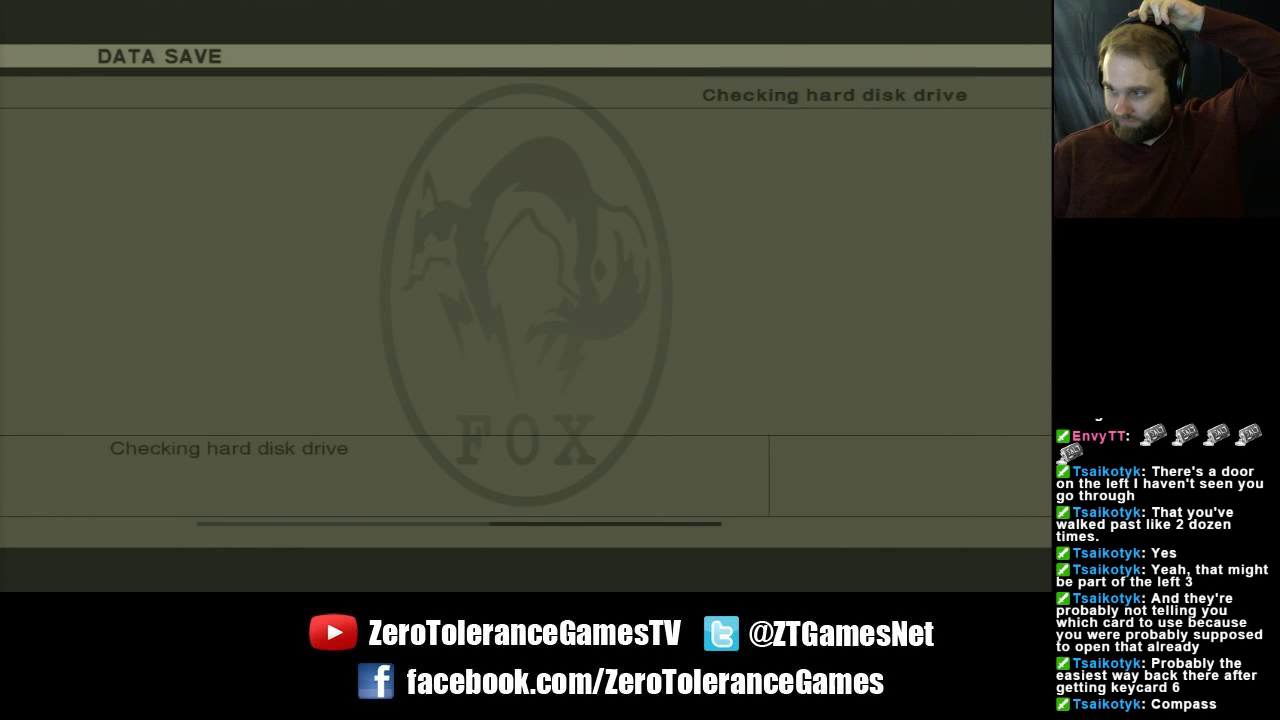 DATA SAVE
Checking hard disk drive
FOX
Checking hard disk drive
EnvyTT:
Tsaikotyk: There's a door
on the left I haven't seen you
go through
Tsaikotyk: That you've
walked past like 2 dozen
times.
Tsaikotyk: Yes
Tsaikotyk: Yeah, that might
be part of the left 3
Tsaikotyk: And they're
probably not telling you
which card to use because
you were probably supposed
to open that already
Tsaikotyk: Probably the
easiest way back there after
getting keycard 6
Tsaikotyk: Compass
ZeroToleranceGamesTV
@ZTGamesNet
facebook.com/ZeroToleranceGames